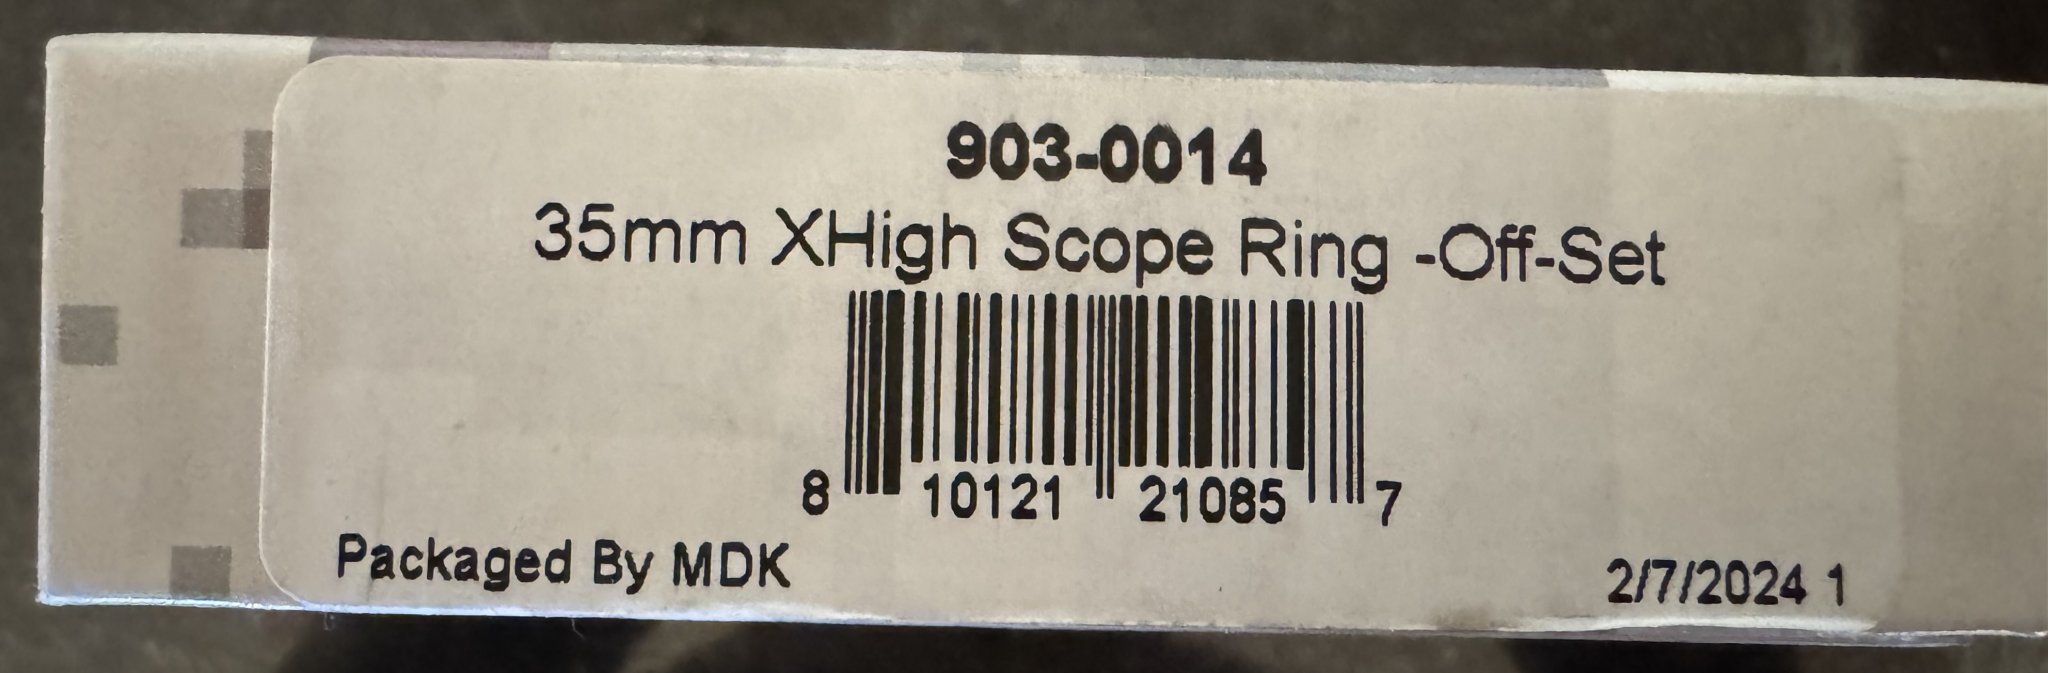 903-0014
35mm XHigh Scope Ring -Off-Set
8 10121 21085 7
Packaged By MDK
2/7/2024 1